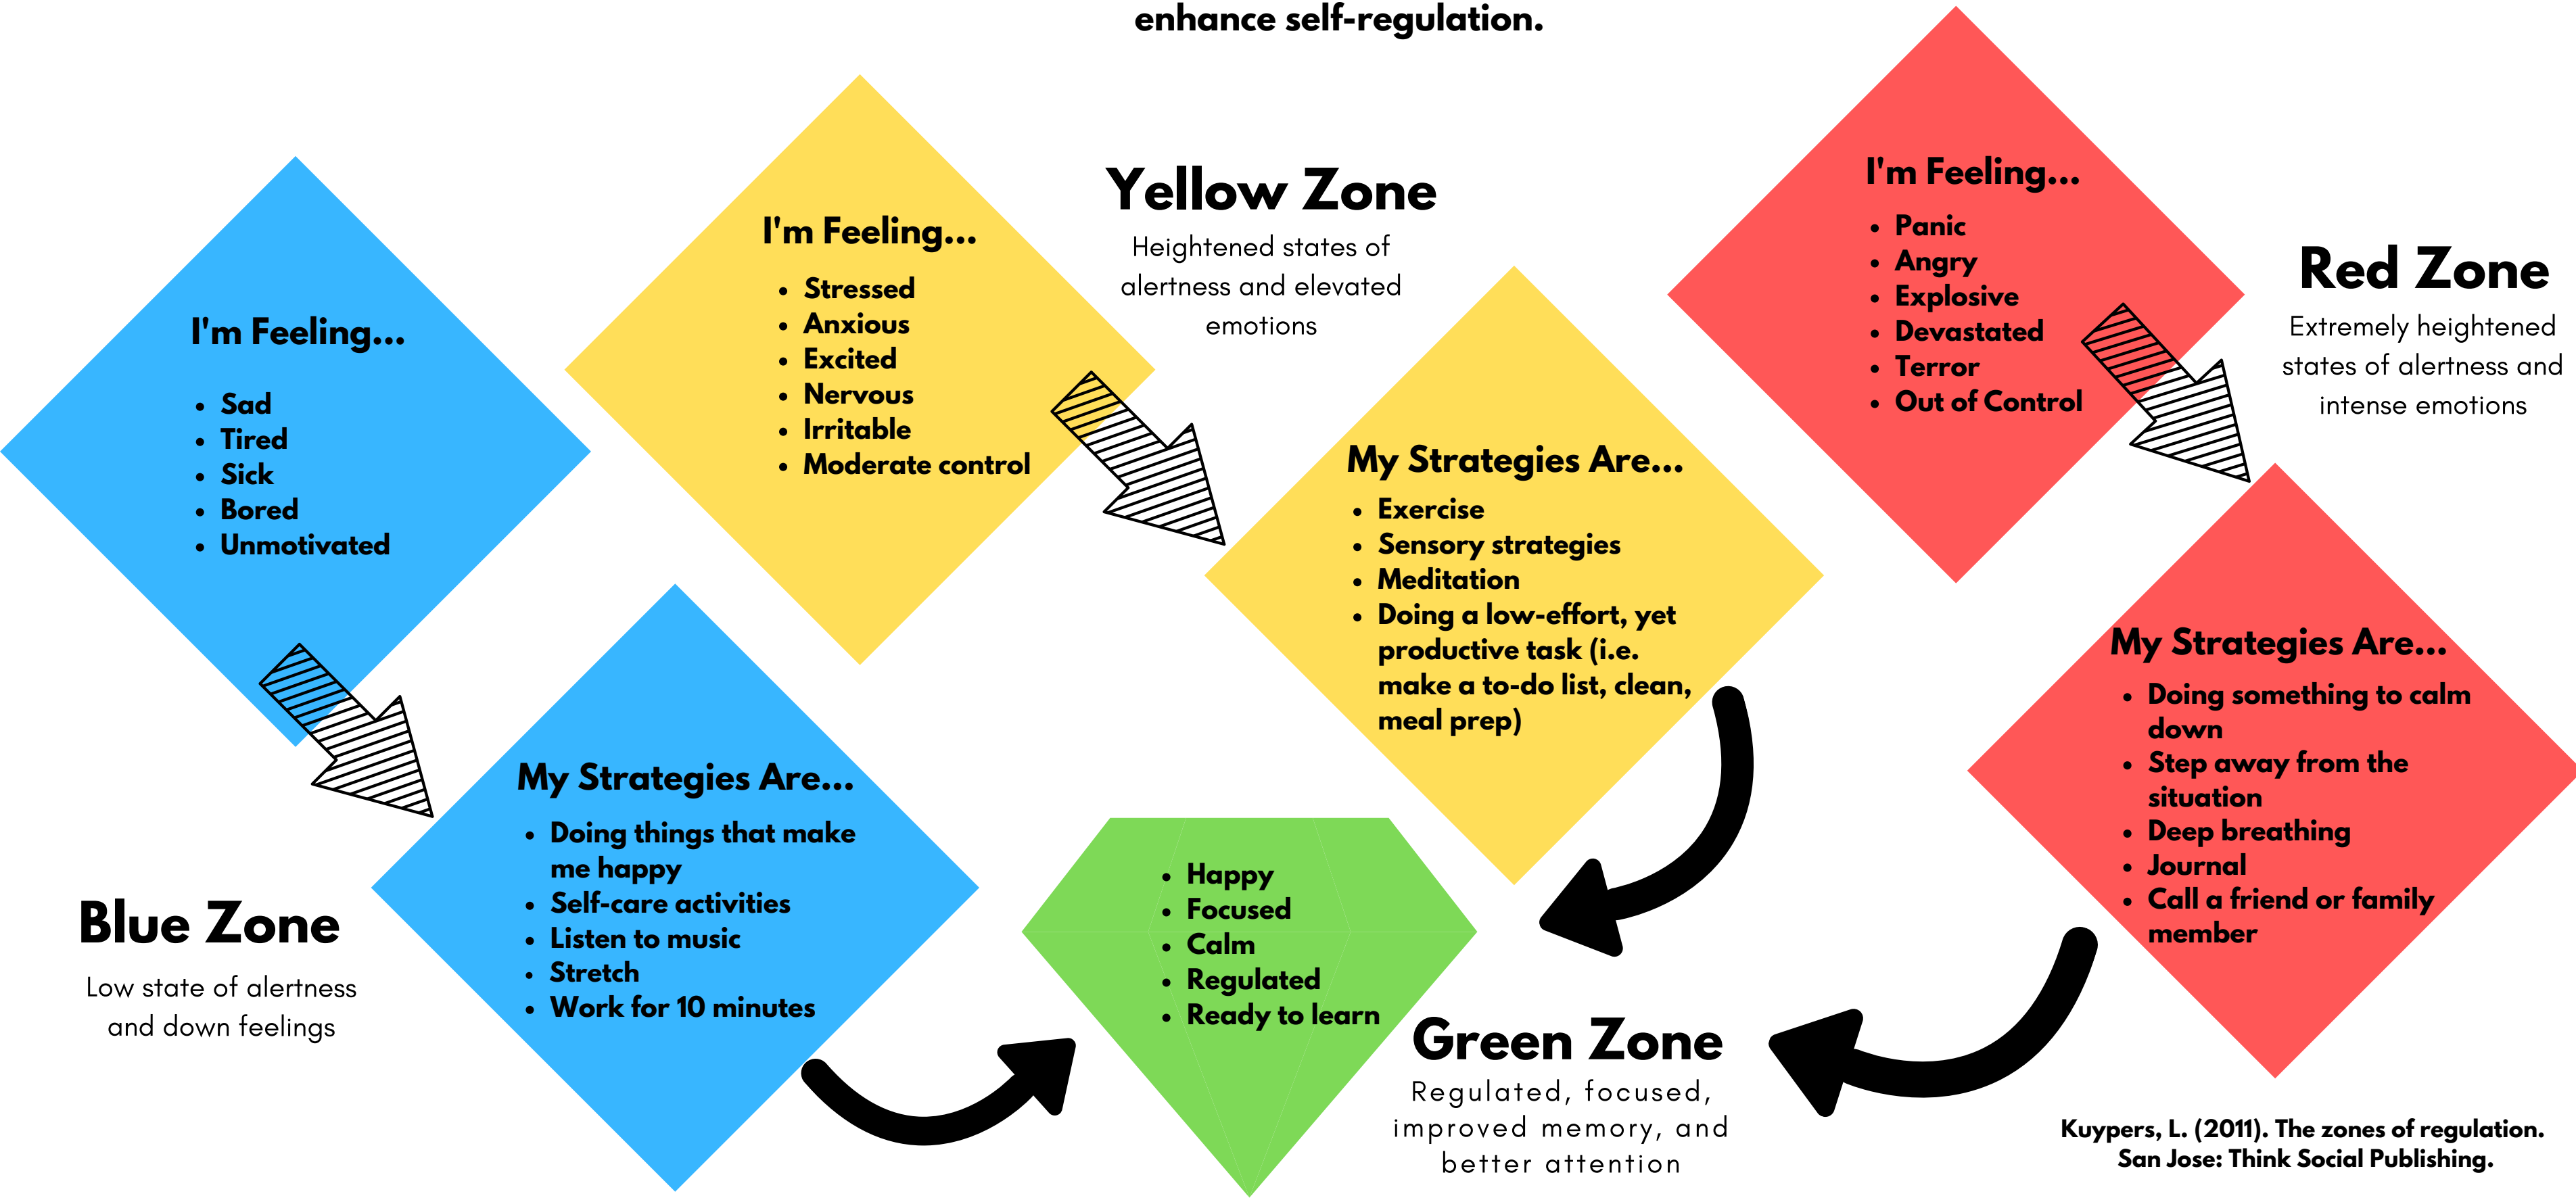 enhance self-regulation.
I'm Feeling...
Sad
Tired
Sick
Bored
Unmotivated
My Strategies Are...
Doing things that make
me happy
Self-care activities
Listen to music
Stretch
Work for 10 minutes
Blue Zone
Low state of alertness
and down feelings
I'm Feeling...
Stressed
Anxious
Excited
Nervous
Irritable
Moderate control
Yellow Zone
Heightened states of
alertness and elevated
emotions
My Strategies Are...
Exercise
Sensory strategies
Meditation
Doing a low-effort, yet
productive task (i.e.
make a to-do list, clean,
meal prep)
I'm Feeling...
Panic
Angry
Explosive
Devastated
Terror
Out of Control
Red Zone
Extremely heightened
states of alertness and
intense emotions
My Strategies Are...
Doing something to calm
down
Step away from the
situation
Deep breathing
Journal
Call a friend or family
member
Happy
Focused
Calm
Regulated
Ready to learn
Green Zone
Regulated, focused,
improved memory, and
better attention
Kuypers, L. (2011). The zones of regulation.
San Jose: Think Social Publishing.